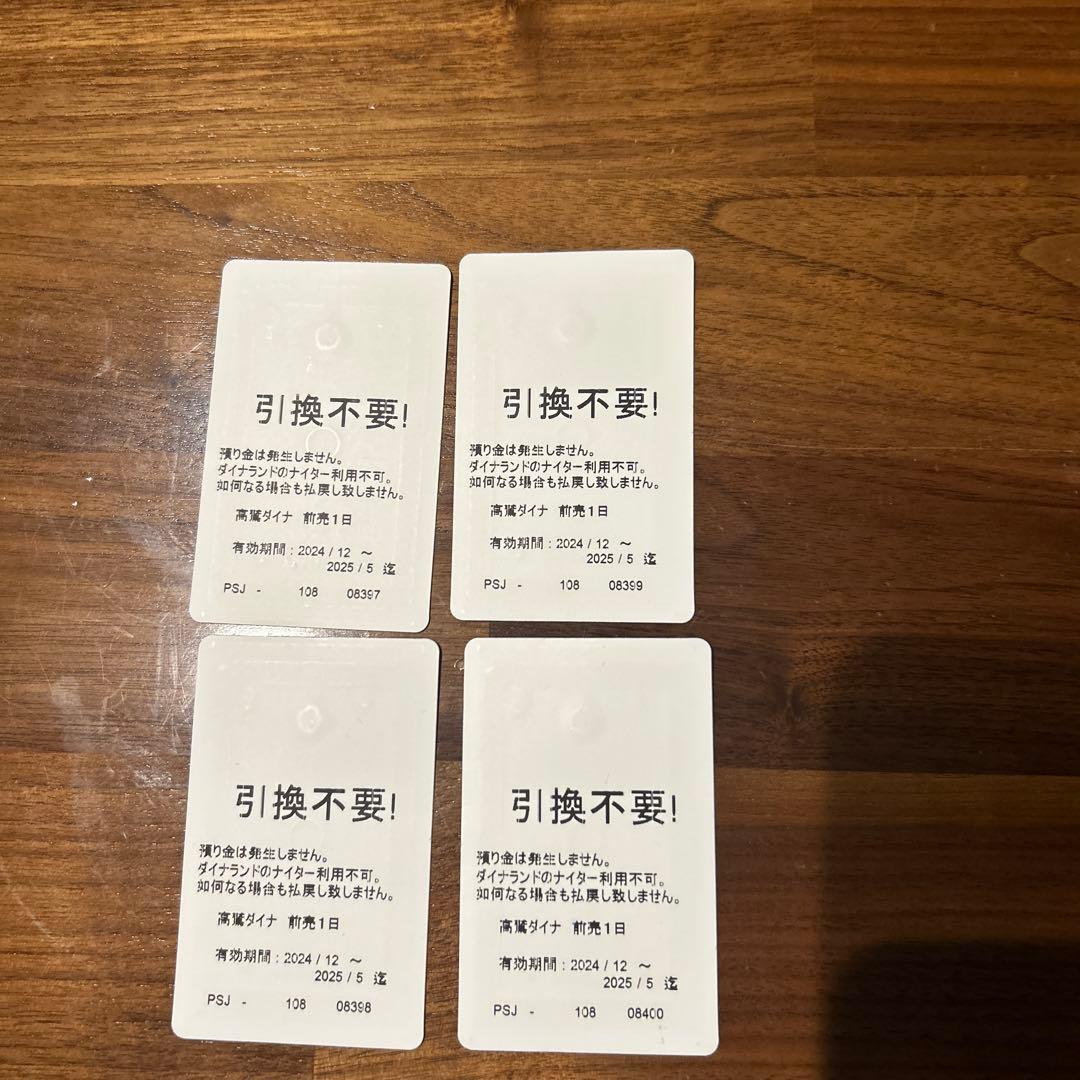 引換不要!
預り金は発生しません。
ダイナランドのナイター利用不可。
如何なる場合も払戻し致しません。
高鷲ダイナ 前売1日
有効期間：2024 / 12 ～
2025 / 5 迄
PSJ - 108 08397
引換不要!
預り金は発生しません。
ダイナランドのナイター利用不可。
如何なる場合も払戻し致しません。
高鷲ダイナ 前売1日
有効期間：2024 / 12 ～
2025 / 5 迄
PSJ - 108 08399
引換不要!
預り金は発生しません。
ダイナランドのナイター利用不可。
如何なる場合も払戻し致しません。
高鷲ダイナ 前売1日
有効期間：2024 / 12 ～
2025 / 5 迄
PSJ - 108 08398
引換不要!
預り金は発生しません。
ダイナランドのナイター利用不可。
如何なる場合も払戻し致しません。
高鷲ダイナ 前売1日
有効期間：2024 / 12 ～
2025 / 5 迄
PSJ - 108 08400